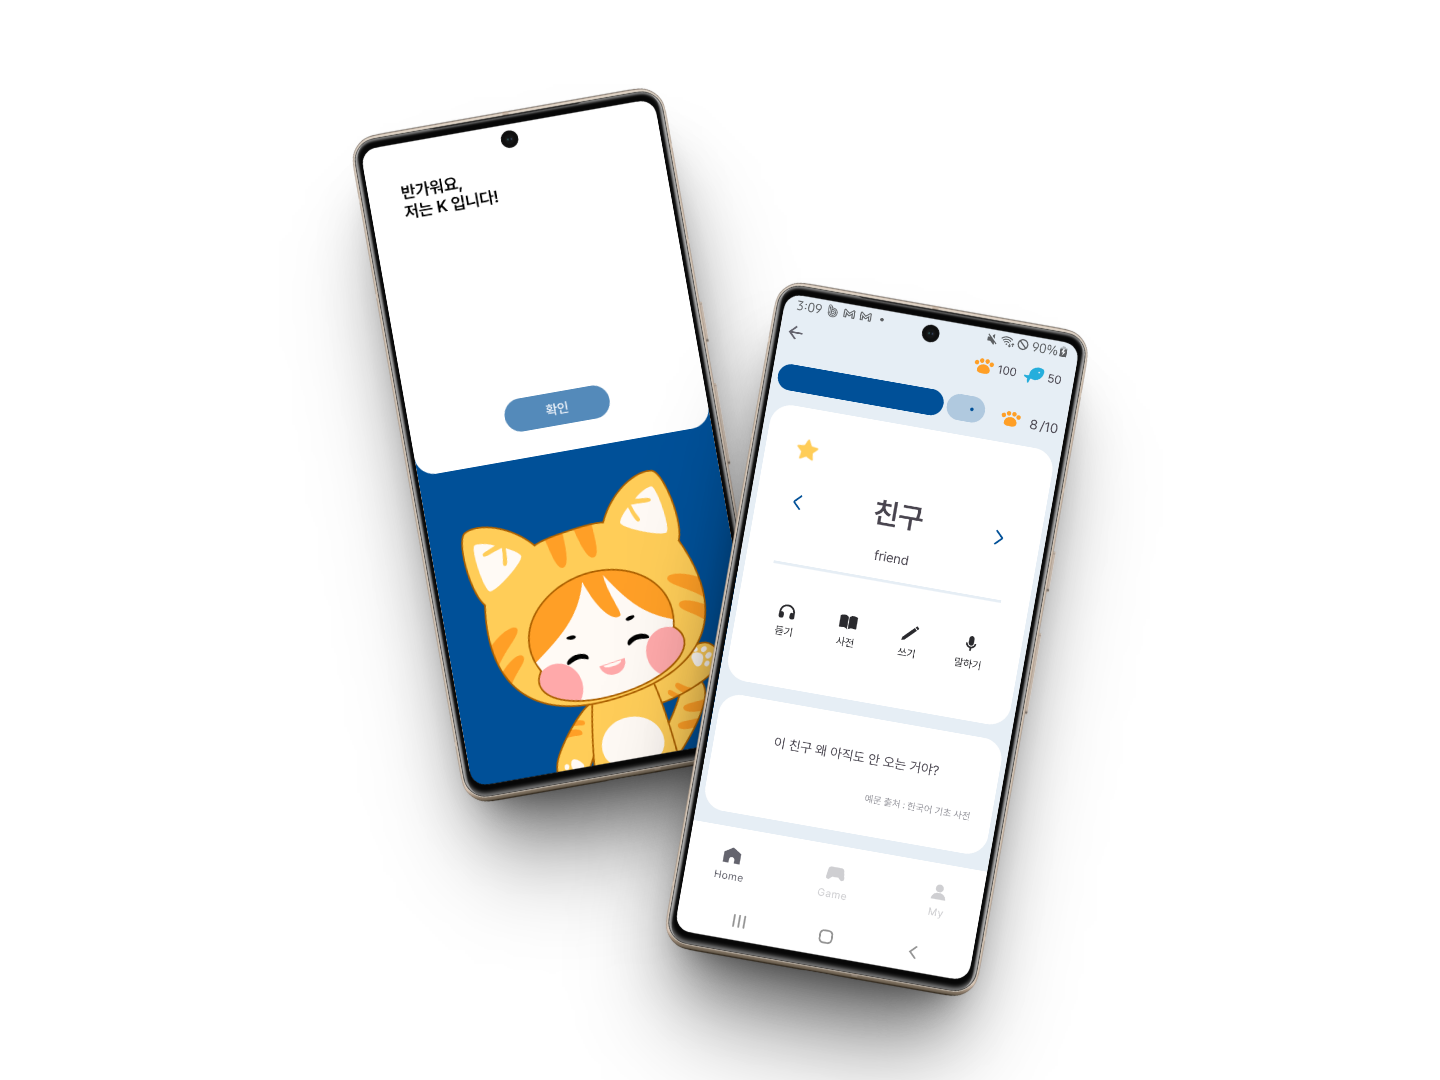 반가워요,
저는 K 입니다!
확인
3:09
90%
100
50
8 /10
친구
friend
듣기
사전
쓰기
말하기
이 친구 왜 아직도 안 오는 거야?
예문 출처 : 한국어 기초 사전
Home
Game
My